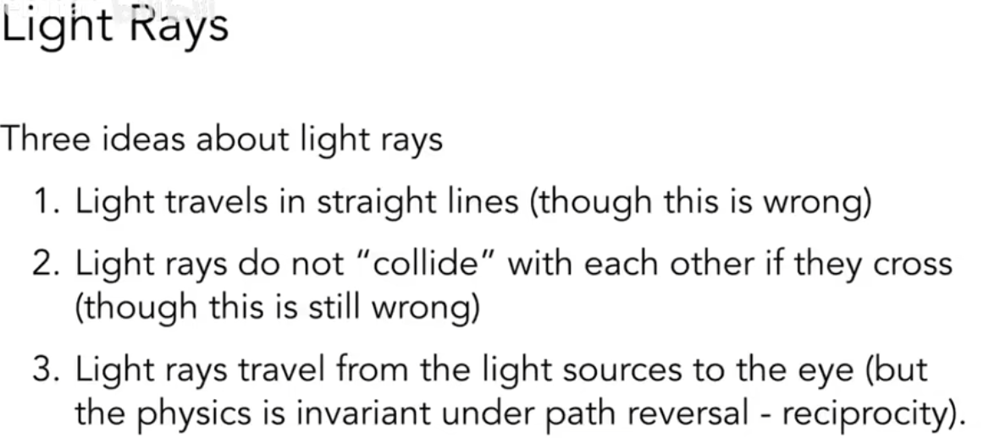 Light Rays
Three ideas about light rays
1. Light travels in straight lines (though this is wrong)
2. Light rays do not “collide” with each other if they cross
(though this is still wrong)
3. Light rays travel from the light sources to the eye (but
the physics is invariant under path reversal - reciprocity).